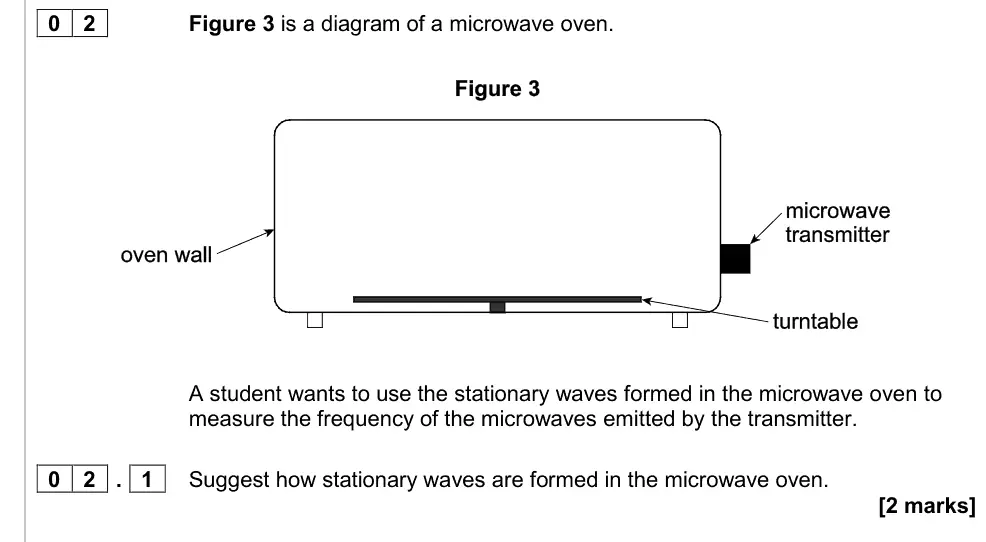 0 2 Figure 3 is a diagram of a microwave oven.
Figure 3
microwave
transmitter
oven wall
turntable
A student wants to use the stationary waves formed in the microwave oven to
measure the frequency of the microwaves emitted by the transmitter.
0 2 . 1 Suggest how stationary waves are formed in the microwave oven.
[2 marks]